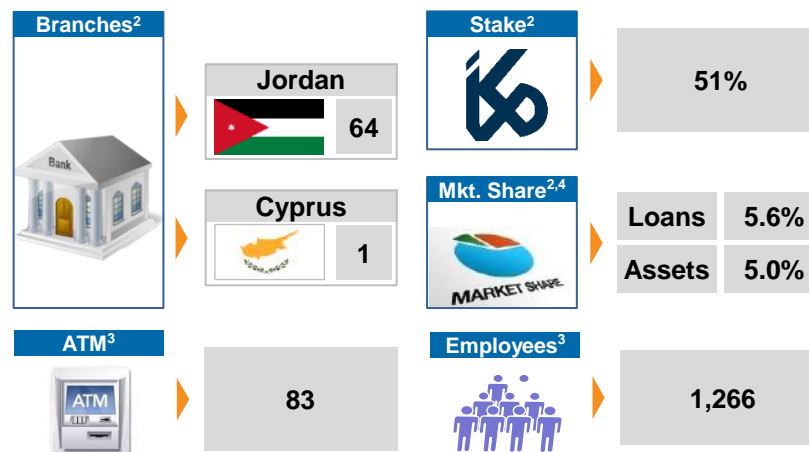 Branches²
Jordan
64
Bank
Cyprus
1
Stake²
51%
Mkt. Share²,⁴
MARKET SHARE
Loans 5.6%
Assets 5.0%
ATM³
ATM
83
Employees³
1,266